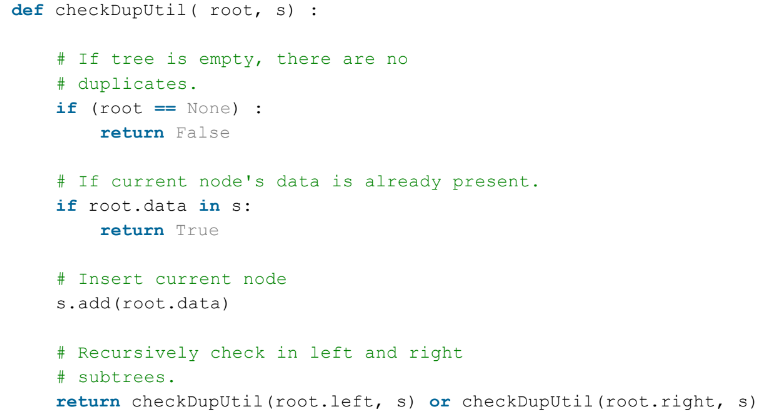 def checkDupUtil( root, s) :
    # If tree is empty, there are no
    # duplicates.
    if (root == None) :
        return False
    # If current node's data is already present.
    if root.data in s:
        return True
    # Insert current node
    s.add(root.data)
    # Recursively check in left and right
    # subtrees.
    return checkDupUtil(root.left, s) or checkDupUtil(root.right, s)